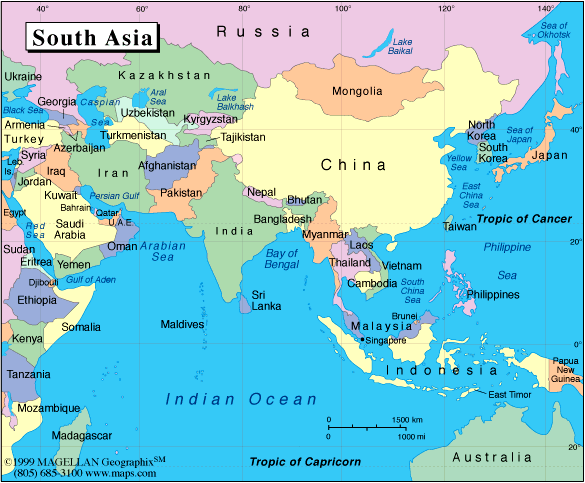 40°
60°
80°
100°
120°
140°
South Asia
Russia
Sea of
Okhotsk
Lake
Baikal
Ukraine
Kazakhstan
Aral
Sea
Lake
Balkhash
Mongolia
Black Sea
Georgia
Caspian
Sea
Uzbekistan
Kyrgyzstan
Armenia
Turkey
Azerbaijan
Turkmenistan
Tajikistan
North
Korea
Sea of
Japan
40°
South
Korea
Japan
Leb.
Is.
Syria
Iraq
Iran
Afghanistan
China
Yellow
Sea
Jordan
Kuwait
Persian Gulf
Pakistan
Nepal
Bhutan
East
China
Sea
Egypt
Bahrain
Qatar
U.A.E.
Bangladesh
Tropic of Cancer
Red
Sea
Saudi
Arabia
Oman
Arabian
Sea
India
Myanmar
Taiwan
Laos
20°
Sudan
Eritrea
Yemen
Bay of
Bengal
Thailand
Vietnam
Philippine
Sea
Djibouti
Gulf of Aden
Cambodia
South
China
Sea
Philippines
Ethiopia
Sri
Lanka
Somalia
Maldives
Malaysia
Brunei
Kenya
Singapore
0°
Tanzania
Indonesia
Papua
New
Guinea
Indian Ocean
East Timor
Mozambique
0
1500 km
0
1000 mi
Madagascar
20°
Australia
©1999 MAGELLAN Geographix℠
(805) 685-3100 www.maps.com
Tropic of Capricorn